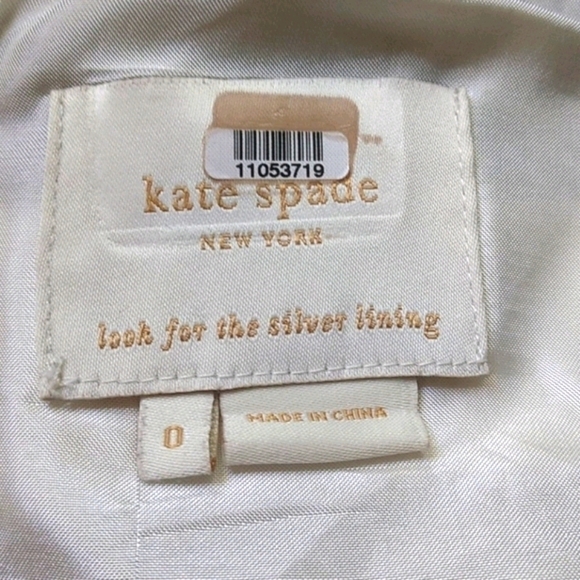 11053719
kate spade
NEW YORK
look for the silver lining
0
MADE IN CHINA